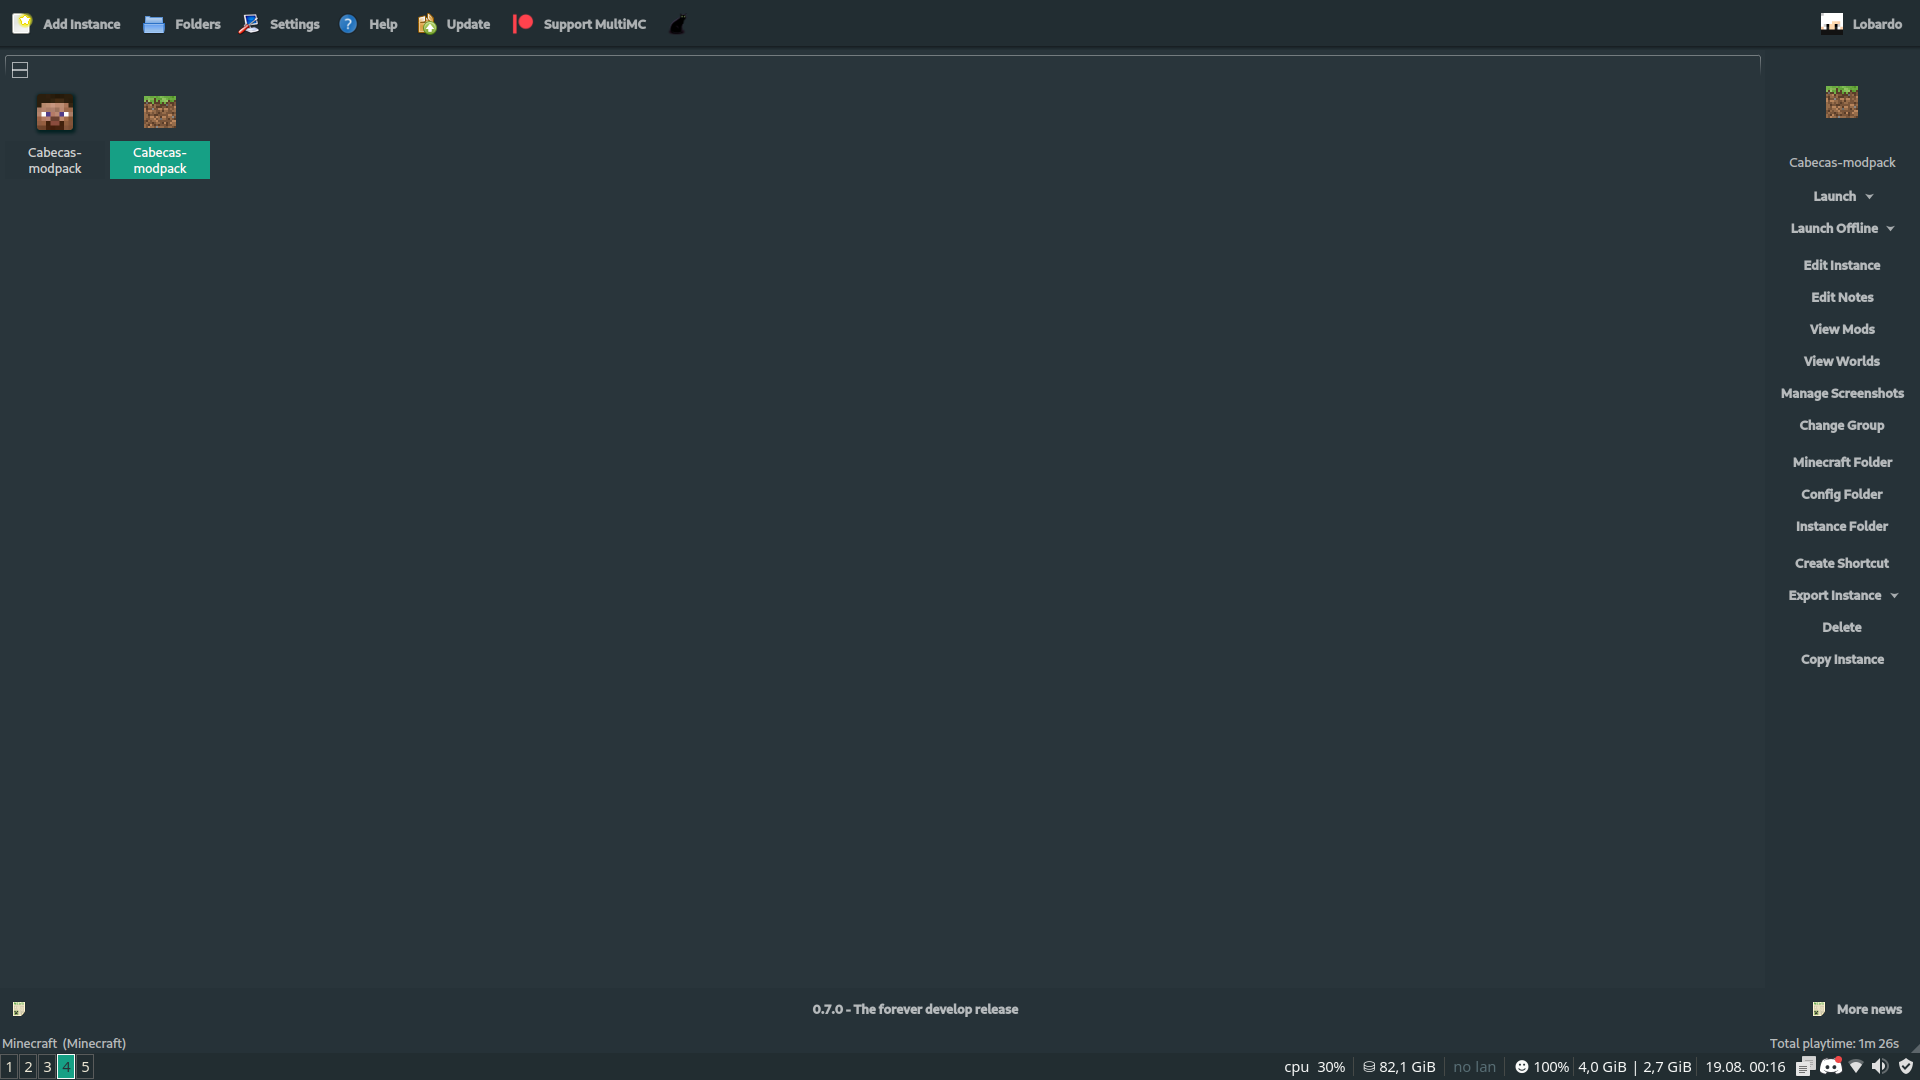 Add Instance Folders Settings ? Help Update Support MultiMC Lobardo
Cabecas-
modpack
Cabecas-
modpack
Cabecas-modpack
Launch
Launch Offline
Edit Instance
Edit Notes
View Mods
View Worlds
Manage Screenshots
Change Group
Minecraft Folder
Config Folder
Instance Folder
Create Shortcut
Export Instance
Delete
Copy Instance
0.7.0 - The forever develop release
More news
Minecraft (Minecraft)
Total playtime: 1m 26s
1 2 3 4 5
cpu 30% 82,1 GiB no lan 100% 4,0 GiB | 2,7 GiB 19.08. 00:16